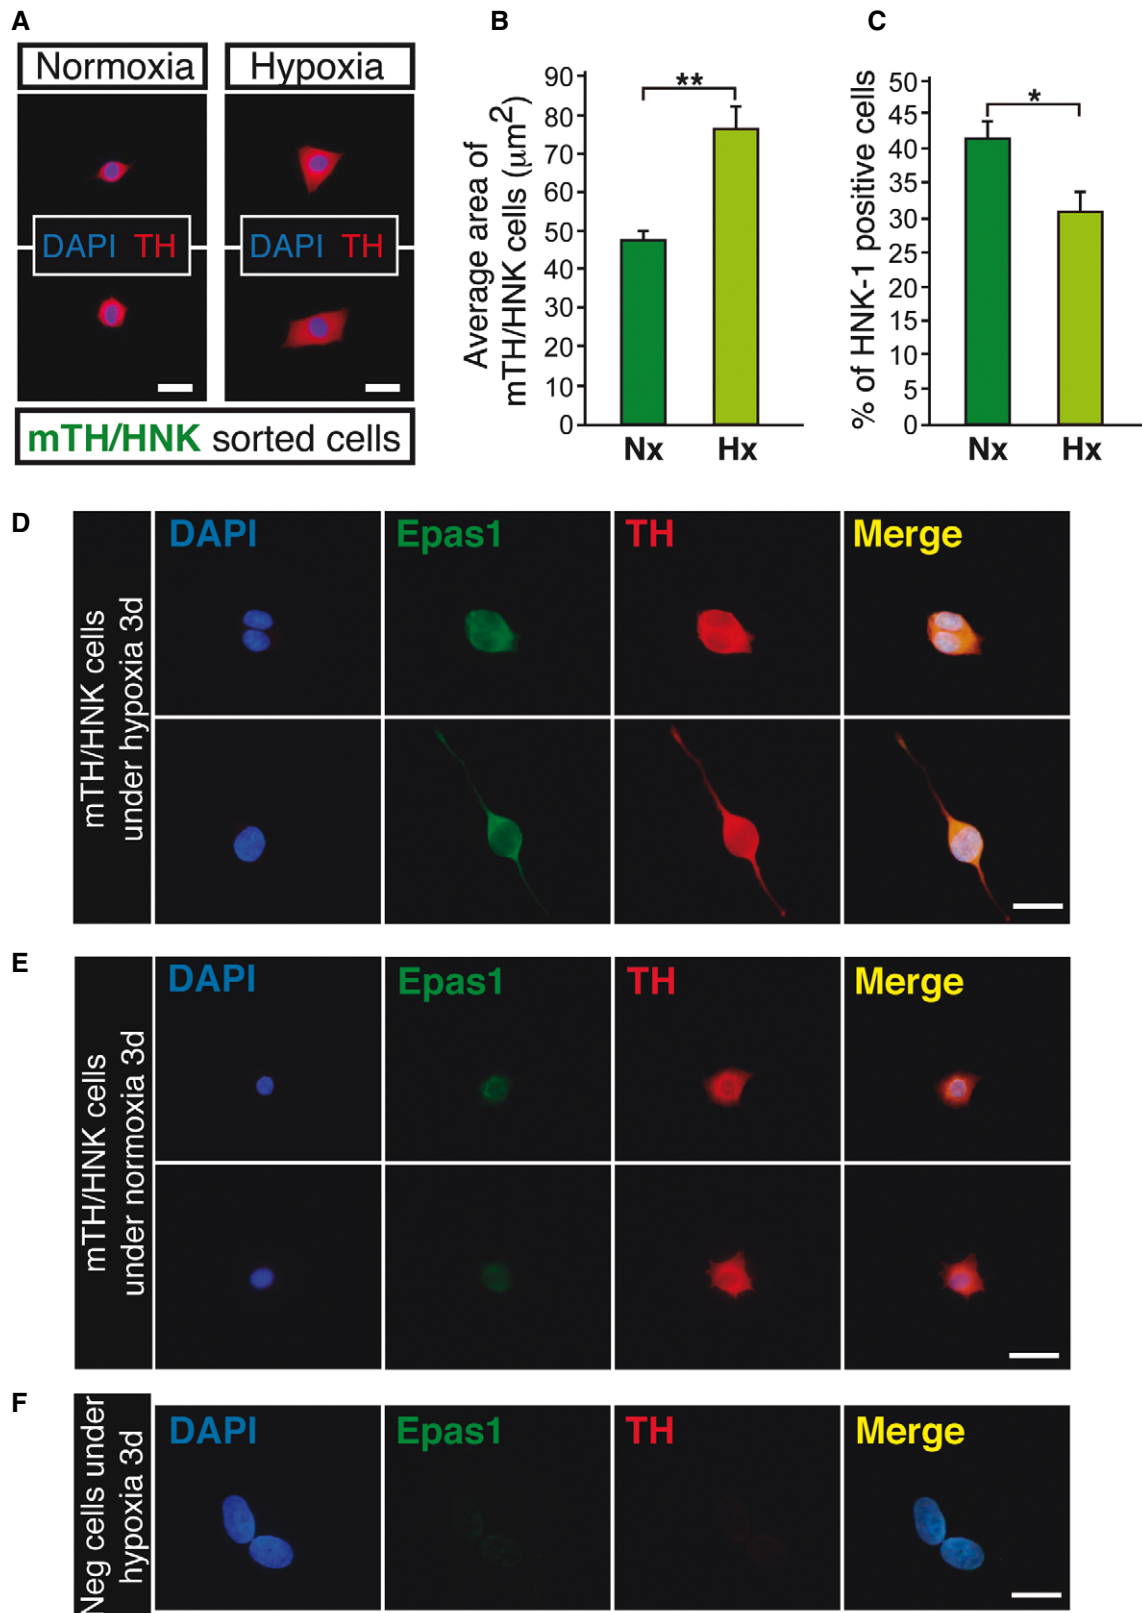 A
Normoxia
Hypoxia
DAPI TH
DAPI TH
mTH/HNK sorted cells
B
Average area of
mTH/HNK cells (μm²)
90
80
70
60
50
40
30
20
10
0
**
Nx
Hx
C
% of HNK-1 positive cells
50
45
40
35
30
25
20
15
10
5
0
*
Nx
Hx
D
mTH/HNK cells
under hypoxia 3d
DAPI
Epas1
TH
Merge
E
mTH/HNK cells
under normoxia 3d
DAPI
Epas1
TH
Merge
F
Neg cells under
hypoxia 3d
DAPI
Epas1
TH
Merge